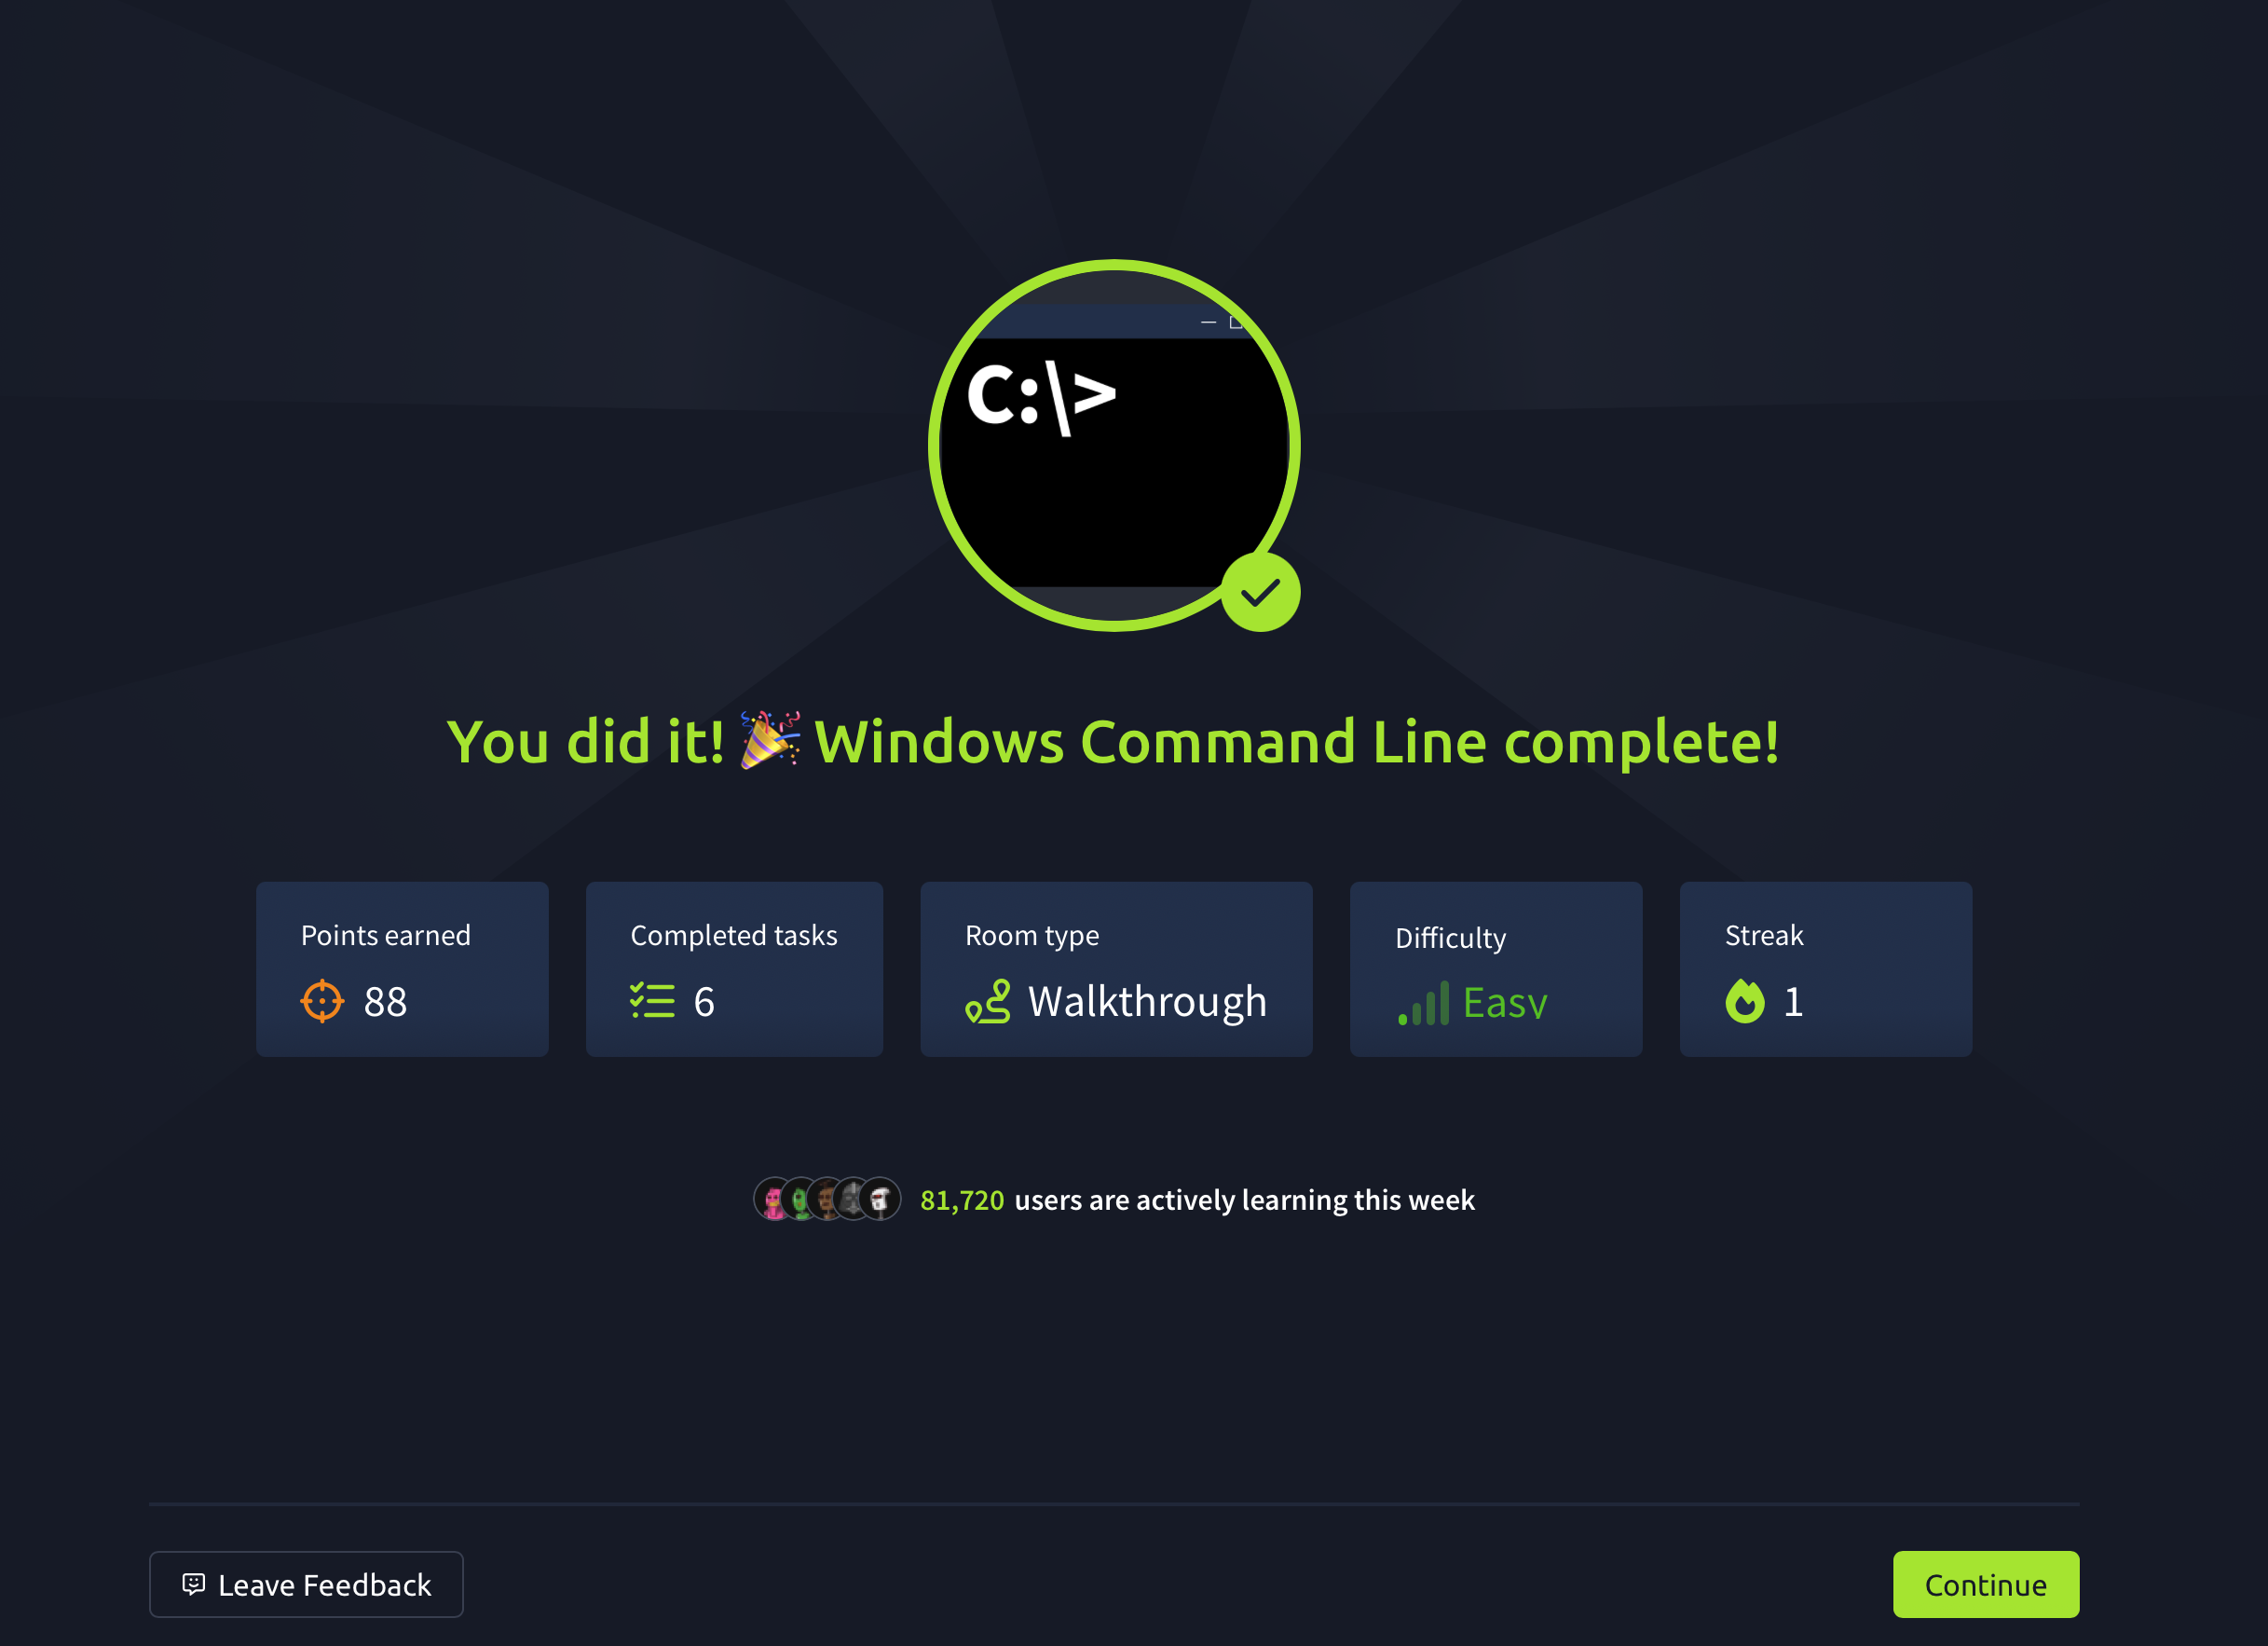 C:\>
You did it! 🎉 Windows Command Line complete!
Points earned
88
Completed tasks
6
Room type
Walkthrough
Difficulty
Easy
Streak
1
81,720 users are actively learning this week
Leave Feedback
Continue